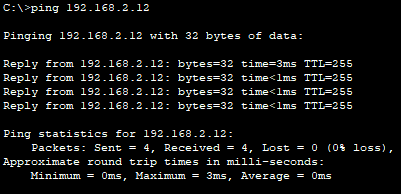 C:\>ping 192.168.2.12
Pinging 192.168.2.12 with 32 bytes of data:
Reply from 192.168.2.12: bytes=32 time=3ms TTL=255
Reply from 192.168.2.12: bytes=32 time<1ms TTL=255
Reply from 192.168.2.12: bytes=32 time<1ms TTL=255
Reply from 192.168.2.12: bytes=32 time<1ms TTL=255
Ping statistics for 192.168.2.12:
    Packets: Sent = 4, Received = 4, Lost = 0 (0% loss),
Approximate round trip times in milli-seconds:
    Minimum = 0ms, Maximum = 3ms, Average = 0ms